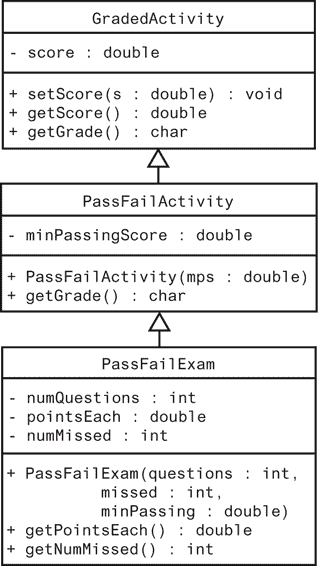 GradedActivity
- score : double
+ setScore(s : double) : void
+ getScore() : double
+ getGrade() : char
PassFailActivity
- minPassingScore : double
+ PassFailActivity(mps : double)
+ getGrade() : char
PassFailExam
- numQuestions : int
- pointsEach : double
- numMissed : int
+ PassFailExam(questions : int,
missed : int,
minPassing : double)
+ getPointsEach() : double
+ getNumMissed() : int